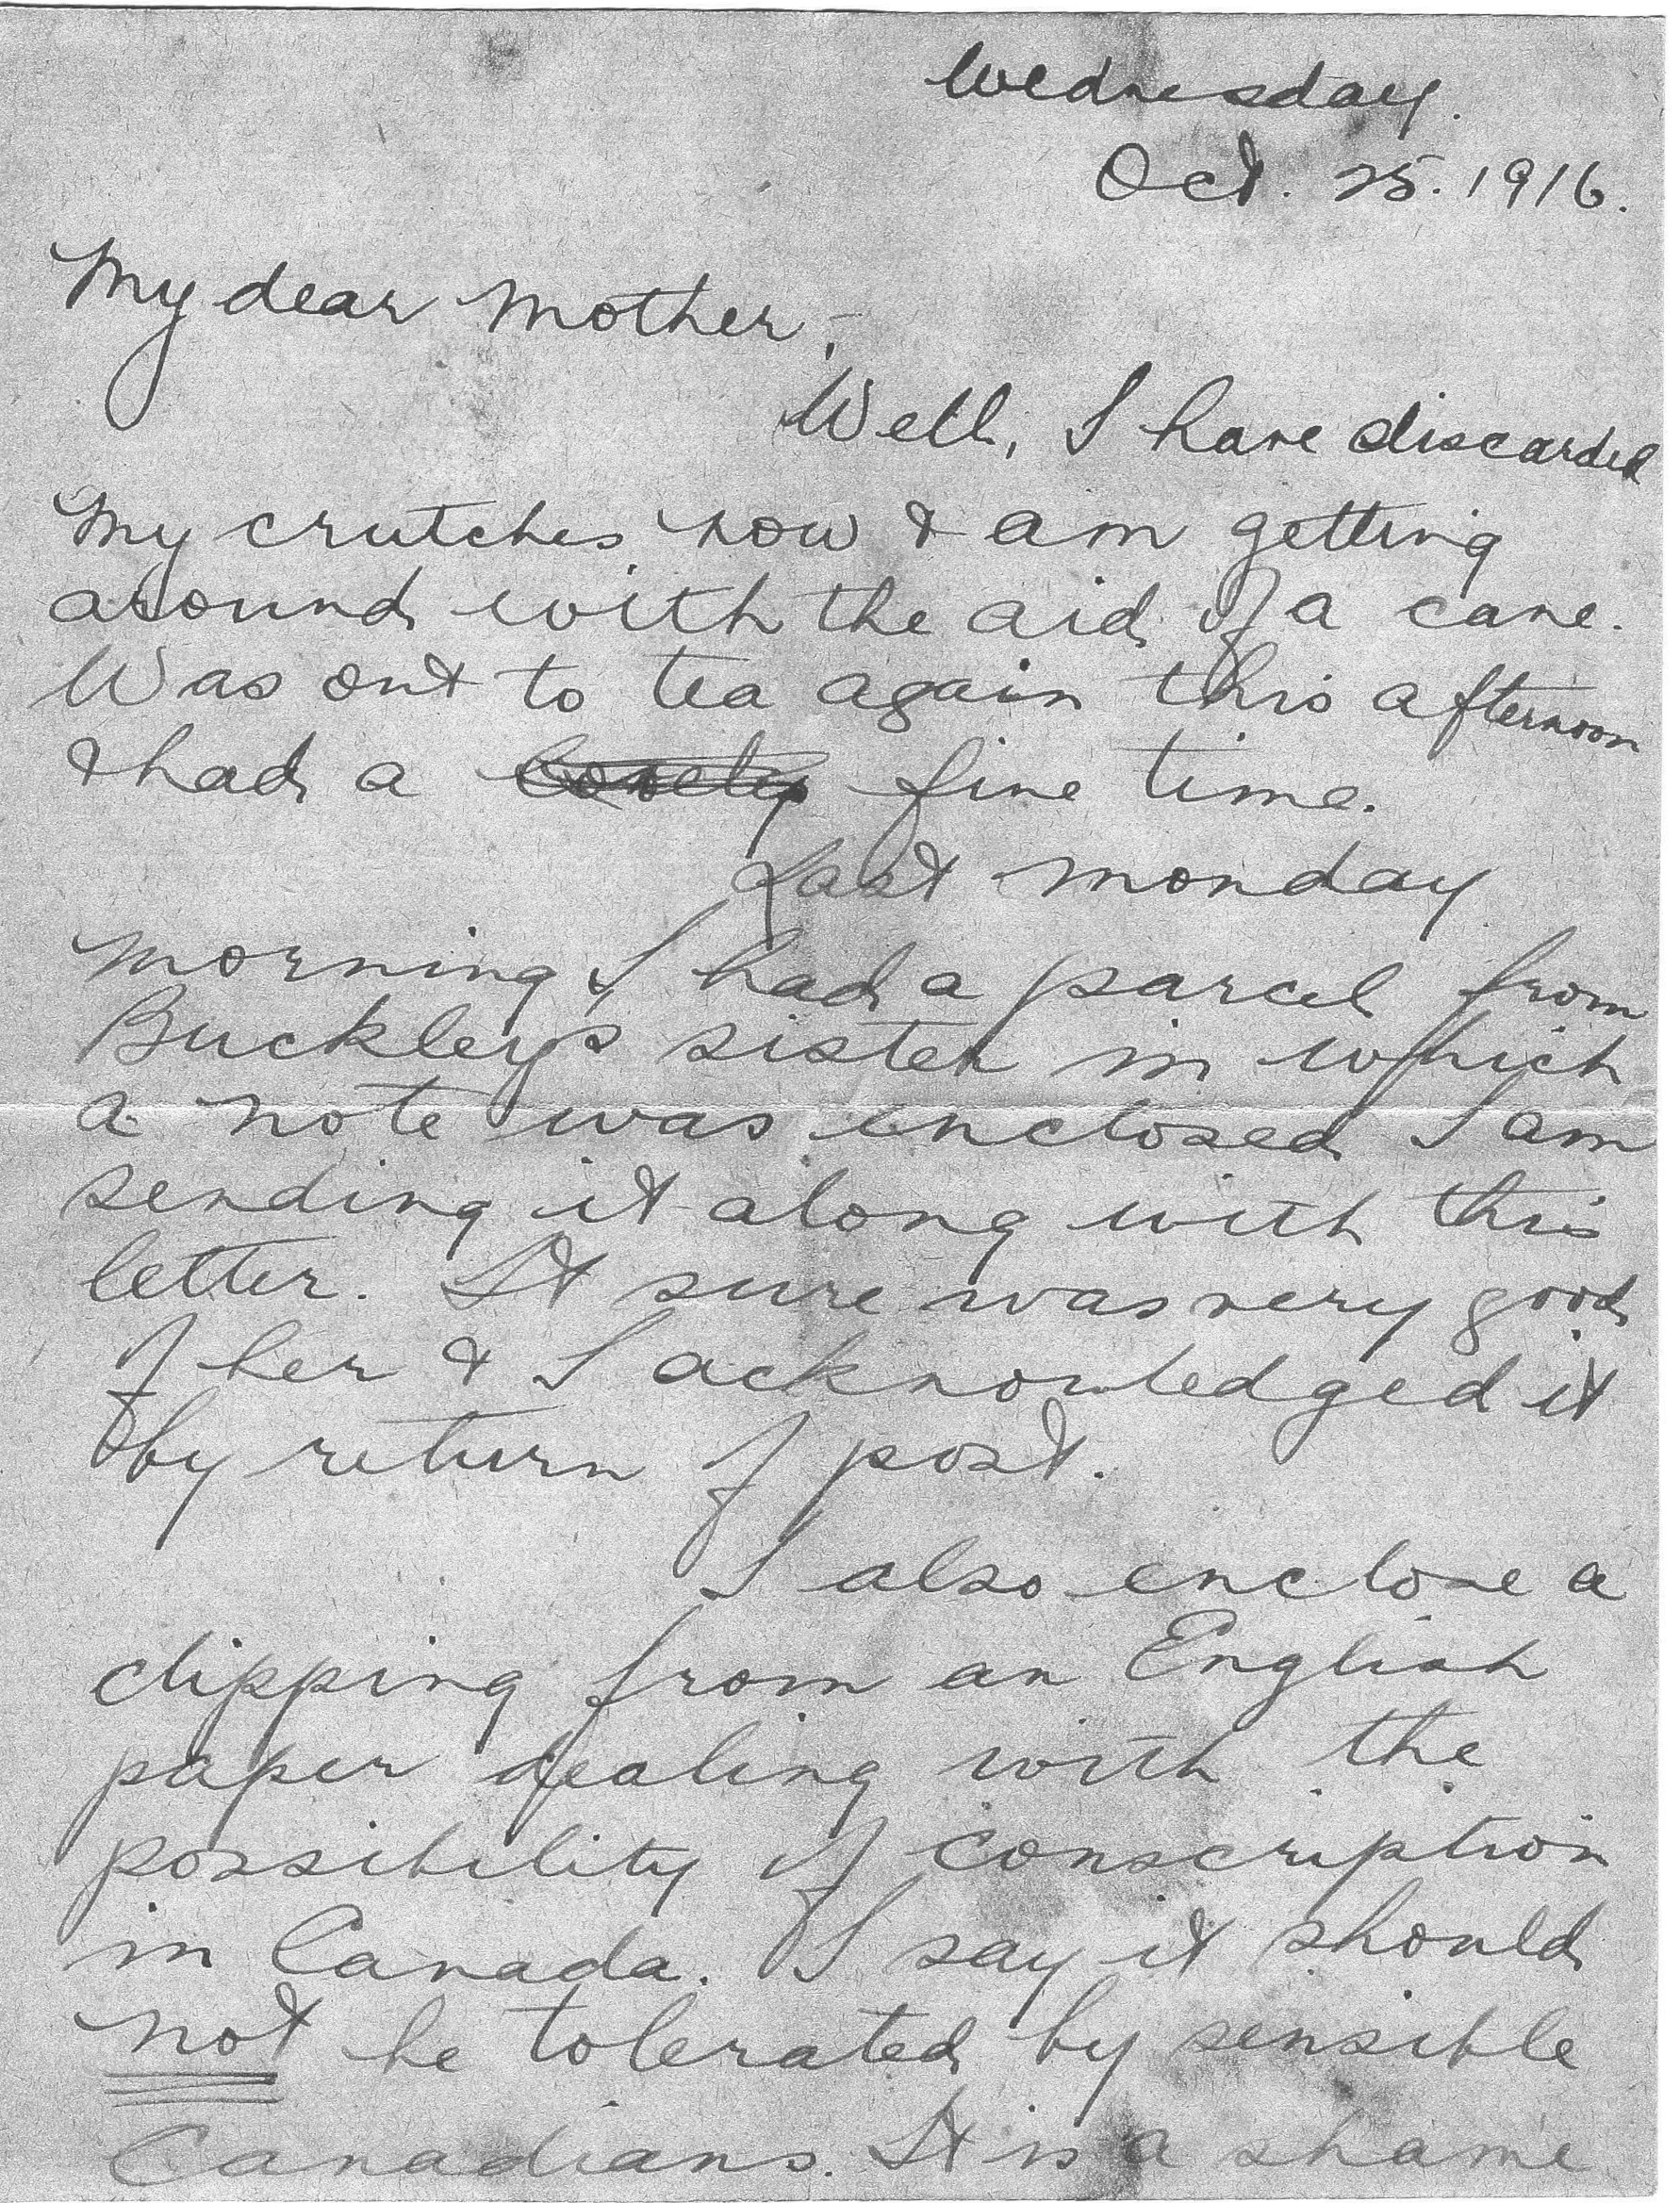 Wednesday.
Oct. 25. 1916.
My dear Mother,-
Well, I have discarded
my crutches now & am getting
around with the aid of a cane.
Was out to tea again this afternoon
& had a lovely fine time.
Last Monday
morning I had a parcel from
Buckley's sister in which
a note was enclosed I am
sending it along with this
letter. It sure was very good
of her & I acknowledged it
by return of post.
I also enclose a
clipping from an English
paper dealing with the
possibility of conscription
in Canada. I say it should
not be tolerated by sensible
Canadians. It is a shame